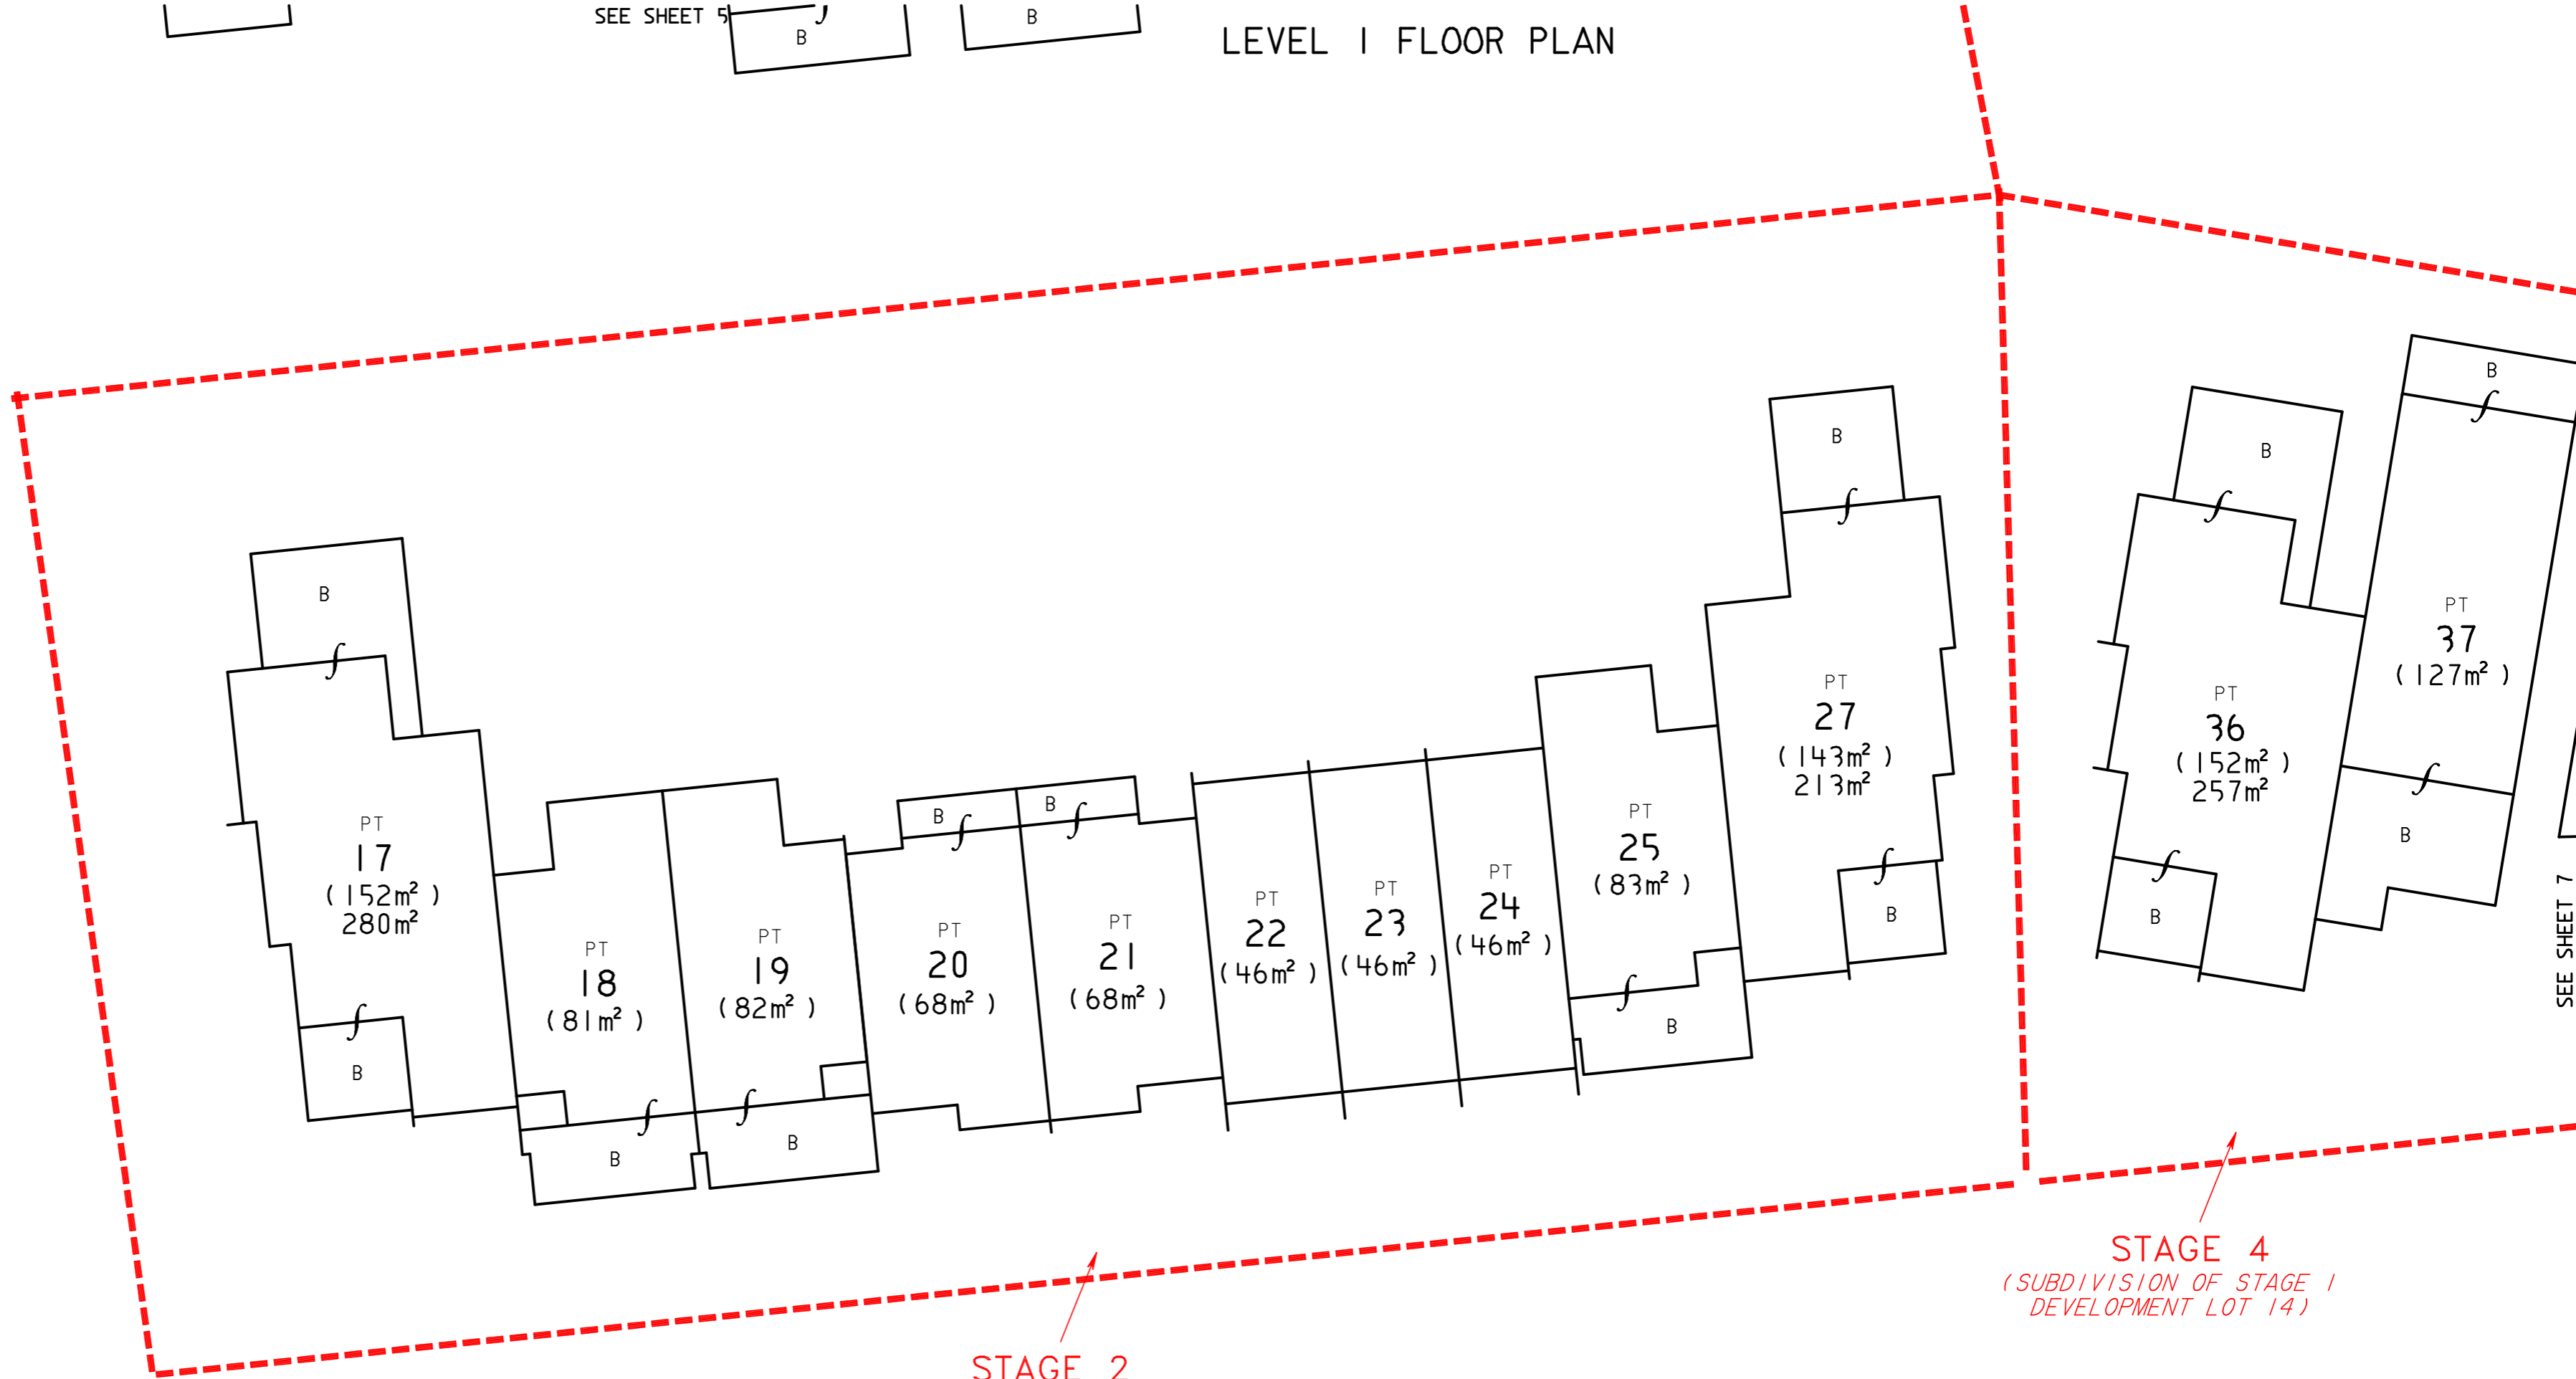 SEE SHEET 5
B
B
LEVEL 1 FLOOR PLAN
B
PT
17
(152m²)
280m²
B
PT
18
(81m²)
B
PT
19
(82m²)
B
B
PT
20
(68m²)
B
PT
21
(68m²)
PT
22
(46m²)
PT
23
(46m²)
PT
24
(46m²)
PT
25
(83m²)
B
B
PT
27
(143m²)
213m²
B
B
PT
36
(152m²)
257m²
B
B
PT
37
(127m²)
B
SEE SHEET 7
STAGE 2
STAGE 4
(SUBDIVISION OF STAGE 1
DEVELOPMENT LOT 14)